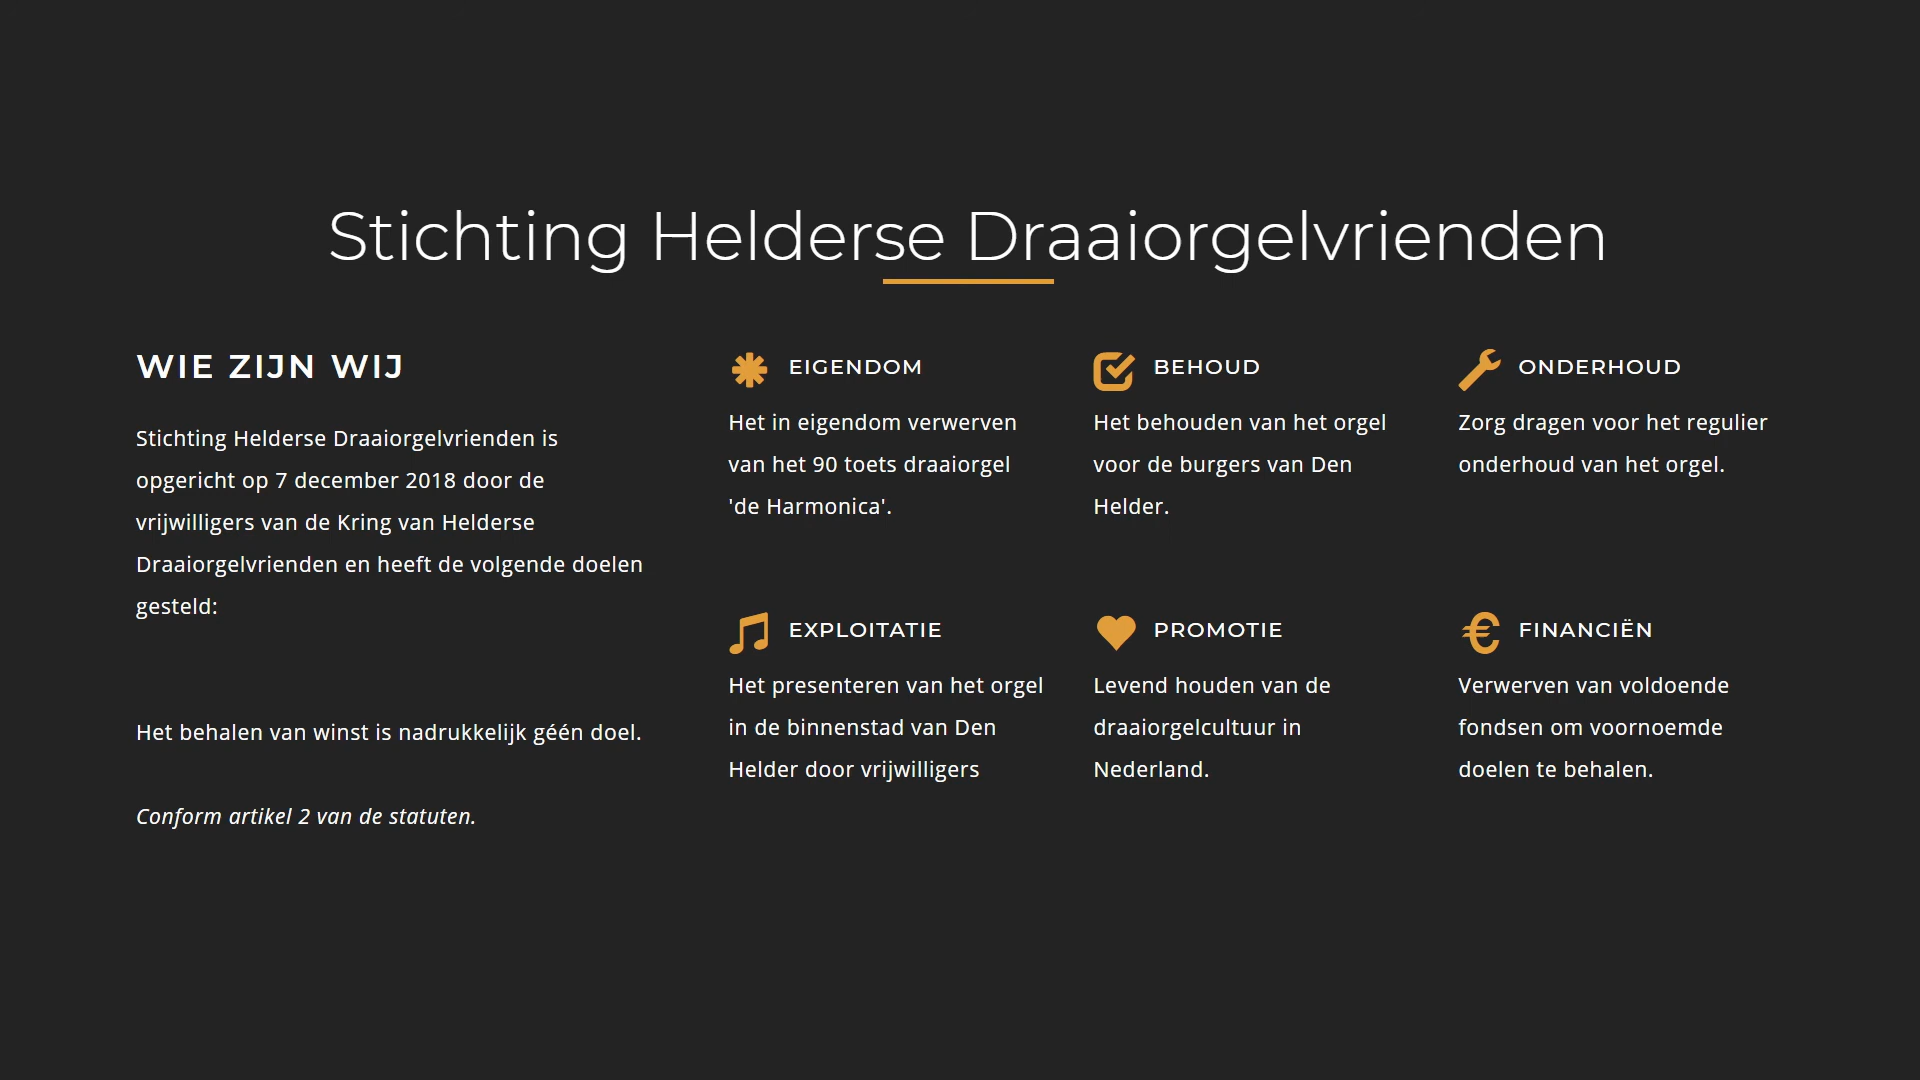 Stichting Helderse Draaiorgelvrienden
WIE ZIJN WIJ
Stichting Helderse Draaiorgelvrienden is
opgericht op 7 december 2018 door de
vrijwilligers van de Kring van Helderse
Draaiorgelvrienden en heeft de volgende doelen
gesteld:
Het behalen van winst is nadrukkelijk géén doel.
Conform artikel 2 van de statuten.
EIGENDOM
Het in eigendom verwerven
van het 90 toets draaiorgel
'de Harmonica'.
BEHOUD
Het behouden van het orgel
voor de burgers van Den
Helder.
ONDERHOUD
Zorg dragen voor het regulier
onderhoud van het orgel.
EXPLOITATIE
Het presenteren van het orgel
in de binnenstad van Den
Helder door vrijwilligers
PROMOTIE
Levend houden van de
draaiorgelcultuur in
Nederland.
FINANCIËN
Verwerven van voldoende
fondsen om voornoemde
doelen te behalen.